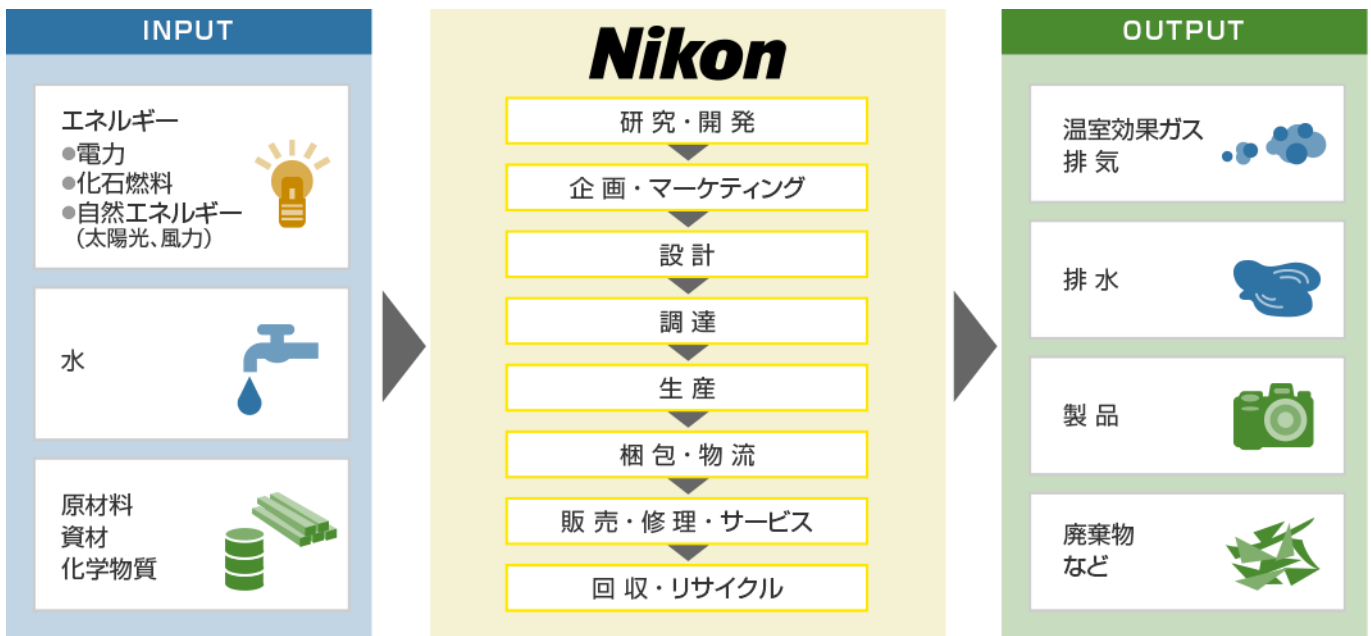 INPUT
エネルギー
●電力
●化石燃料
●自然エネルギー
(太陽光、風力)
水
原材料
資材
化学物質
Nikon
研究・開発
企画・マーケティング
設計
調達
生産
梱包・物流
販売・修理・サービス
回収・リサイクル
OUTPUT
温室効果ガス
排気
排水
製品
廃棄物
など